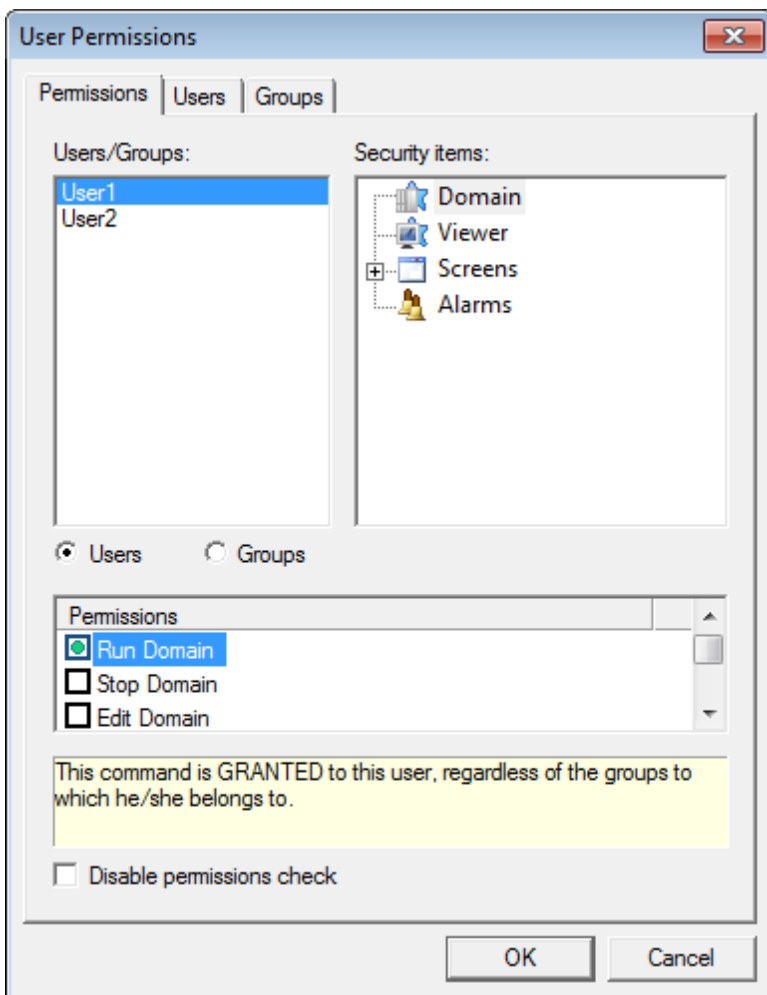 User Permissions
Permissions Users Groups
Users/Groups: Security items:
User1
User2
Domain
Viewer
Screens
Alarms
Users Groups
Permissions
Run Domain
Stop Domain
Edit Domain
This command is GRANTED to this user, regardless of the groups to
which he/she belongs to.
Disable permissions check
OK Cancel